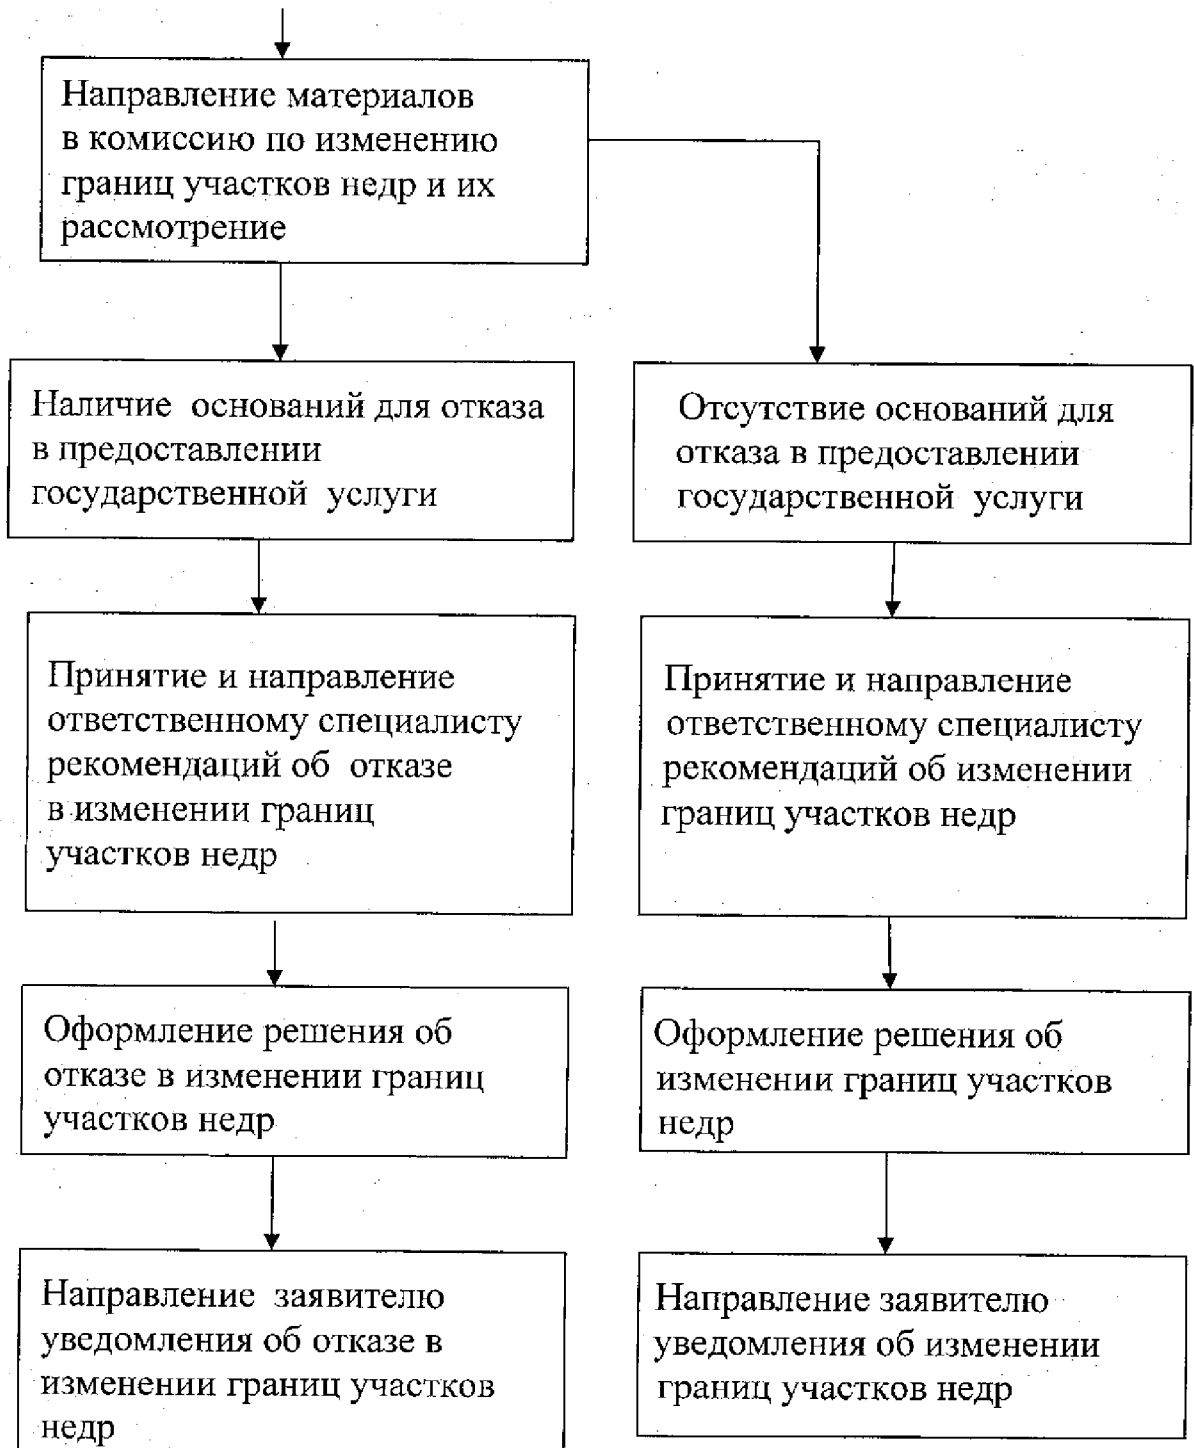 Направление материалов
в комиссию по изменению
границ участков недр и их
рассмотрение
Наличие оснований для отказа
в предоставлении
государственной услуги
Отсутствие оснований для
отказа в предоставлении
государственной услуги
Принятие и направление
ответственному специалисту
рекомендаций об отказе
в изменении границ
участков недр
Принятие и направление
ответственному специалисту
рекомендаций об изменении
границ участков недр
Оформление решения об
отказе в изменении границ
участков недр
Оформление решения об
изменении границ участков
недр
Направление заявителю
уведомления об отказе в
изменении границ участков
недр
Направление заявителю
уведомления об изменении
границ участков недр